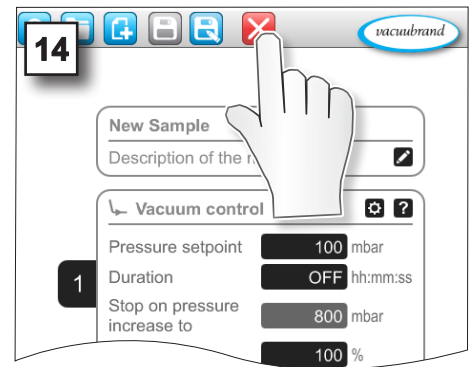 14
vacuubrand
New Sample
Description of the
Vacuum control
?
Pressure setpoint 100 mbar
1
Duration OFF hh:mm:ss
Stop on pressure
increase to 800 mbar
100 %